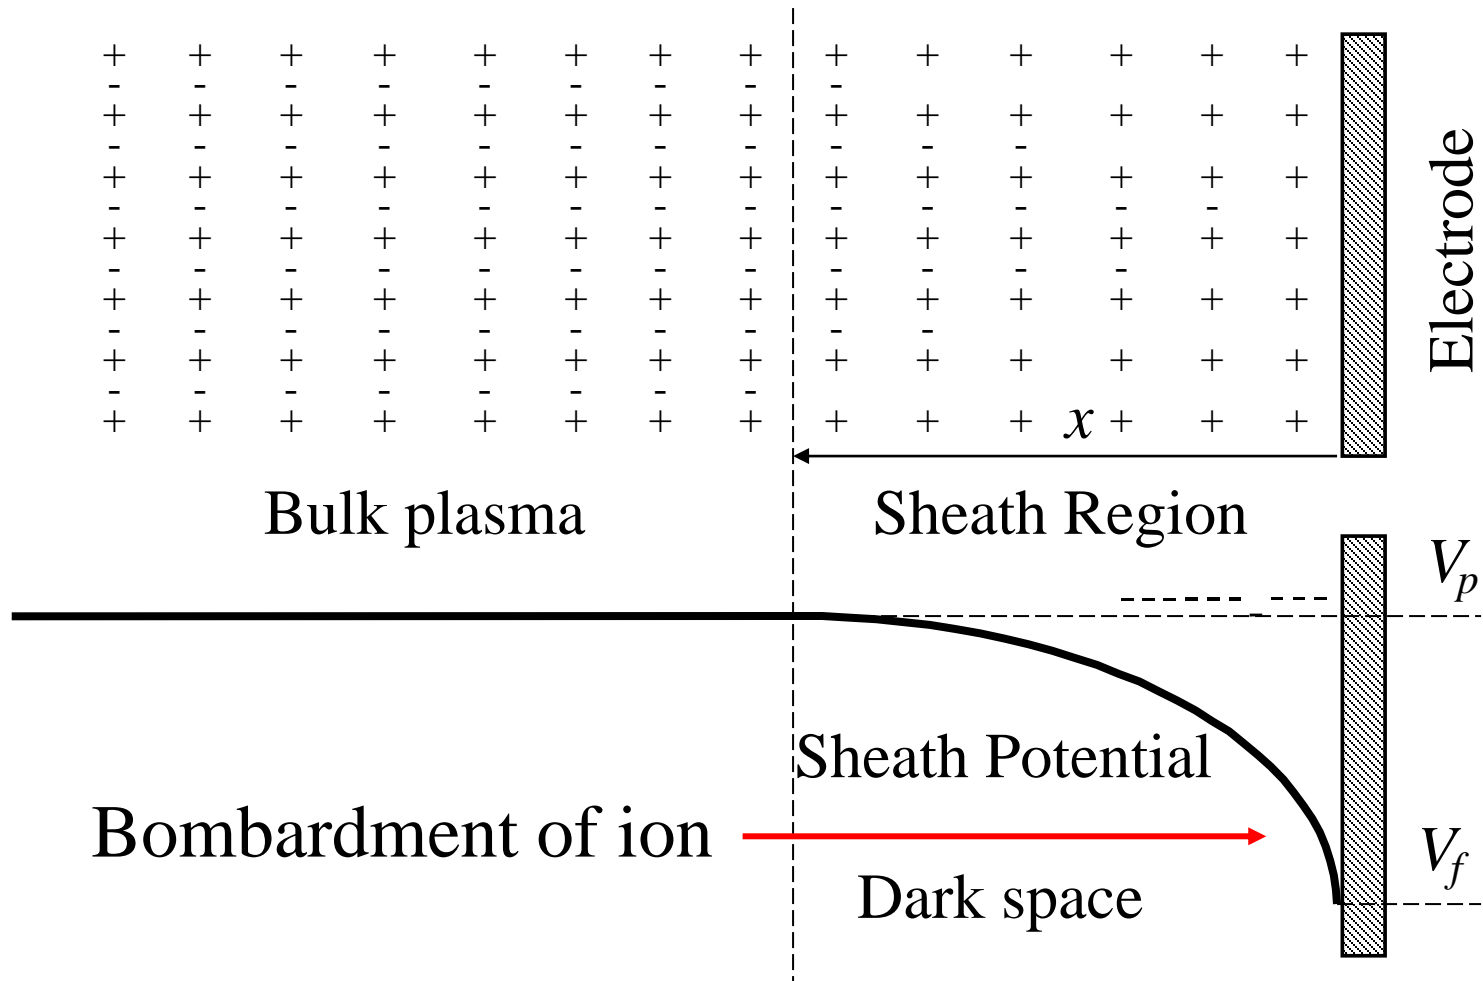 + + + + + + + + + + + + + +
- - - - - - - - -
+ + + + + + + + + + + + + +
- - - - - - - - - - -
+ + + + + + + + + + + + + +
- - - - - - - - - - - - -
+ + + + + + + + + + + + + +
- - - - - - - - - - - -
+ + + + + + + + + + + + + +
- - - - - - - - - -
+ + + + + + + + + + + + + +
- - - - - - - -
+ + + + + + + + + + + + + +
Electrode
x
Bulk plasma
Sheath Region
Vp
Sheath Potential
Bombardment of ion
Vf
Dark space